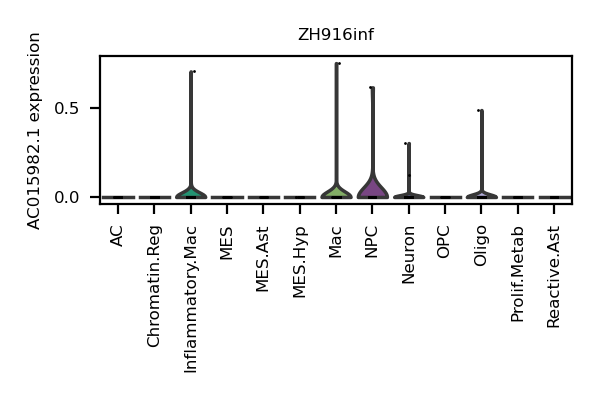 ZH916inf
AC015982.1 expression
0.5
0.0
AC
Chromatin.Reg
Inflammatory.Mac
MES
MES.Ast
MES.Hyp
Mac
NPC
Neuron
OPC
Oligo
Prolif.Metab
Reactive.Ast